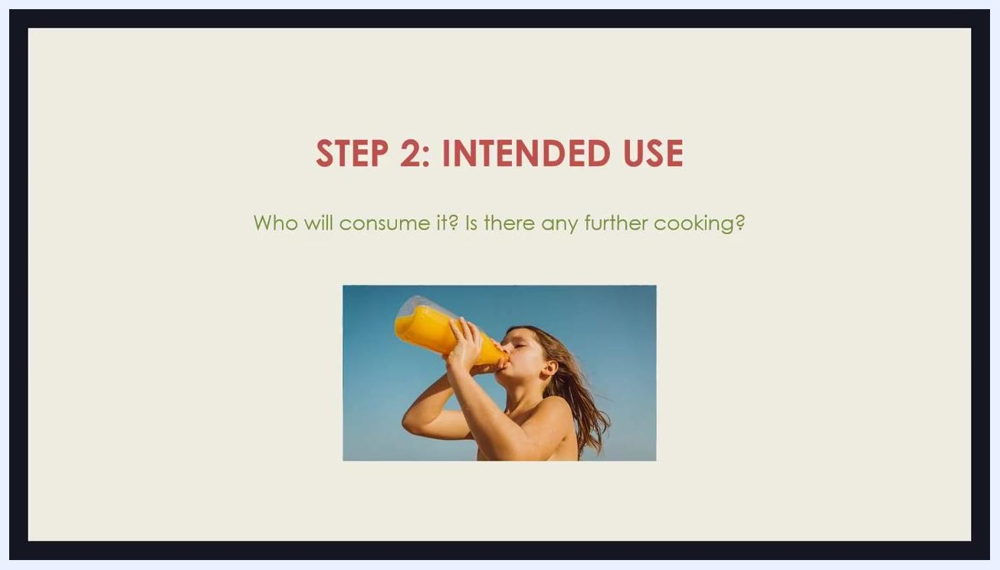 STEP 2: INTENDED USE
Who will consume it? Is there any further cooking?